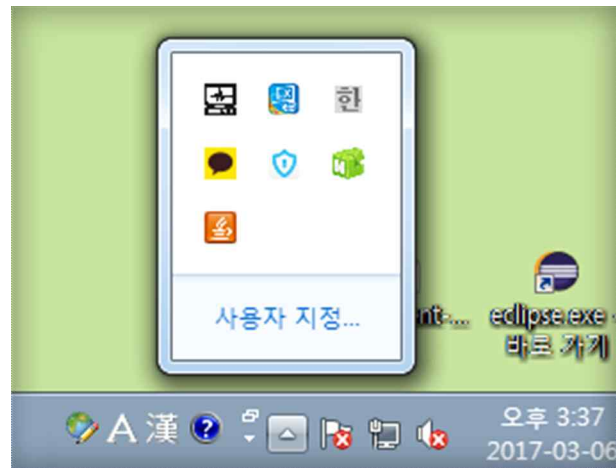 한
사용자 지정...
nt-...
eclipse.exe -
바로 가기
A 漢
오후 3:37
2017-03-06